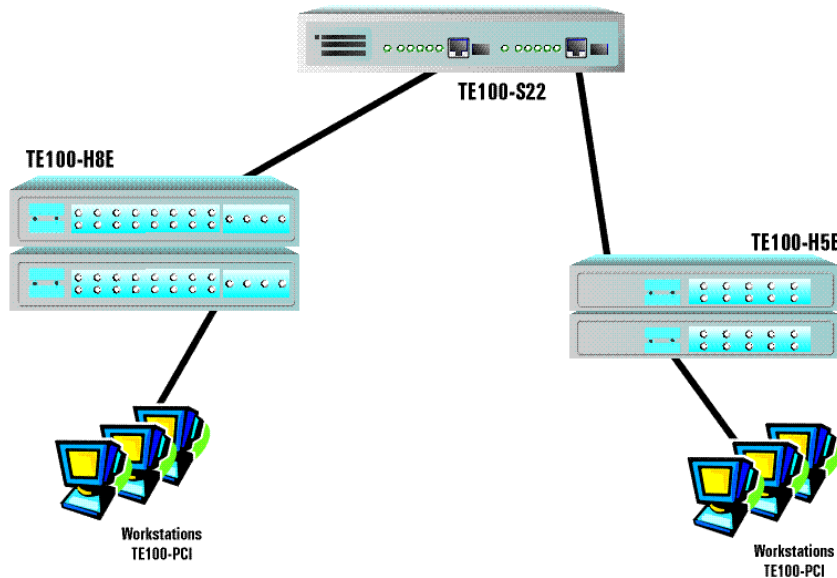 TE100-S22
TE100-H8E
TE100-H5E
Workstations
TE100-PCI
Workstations
TE100-PCI